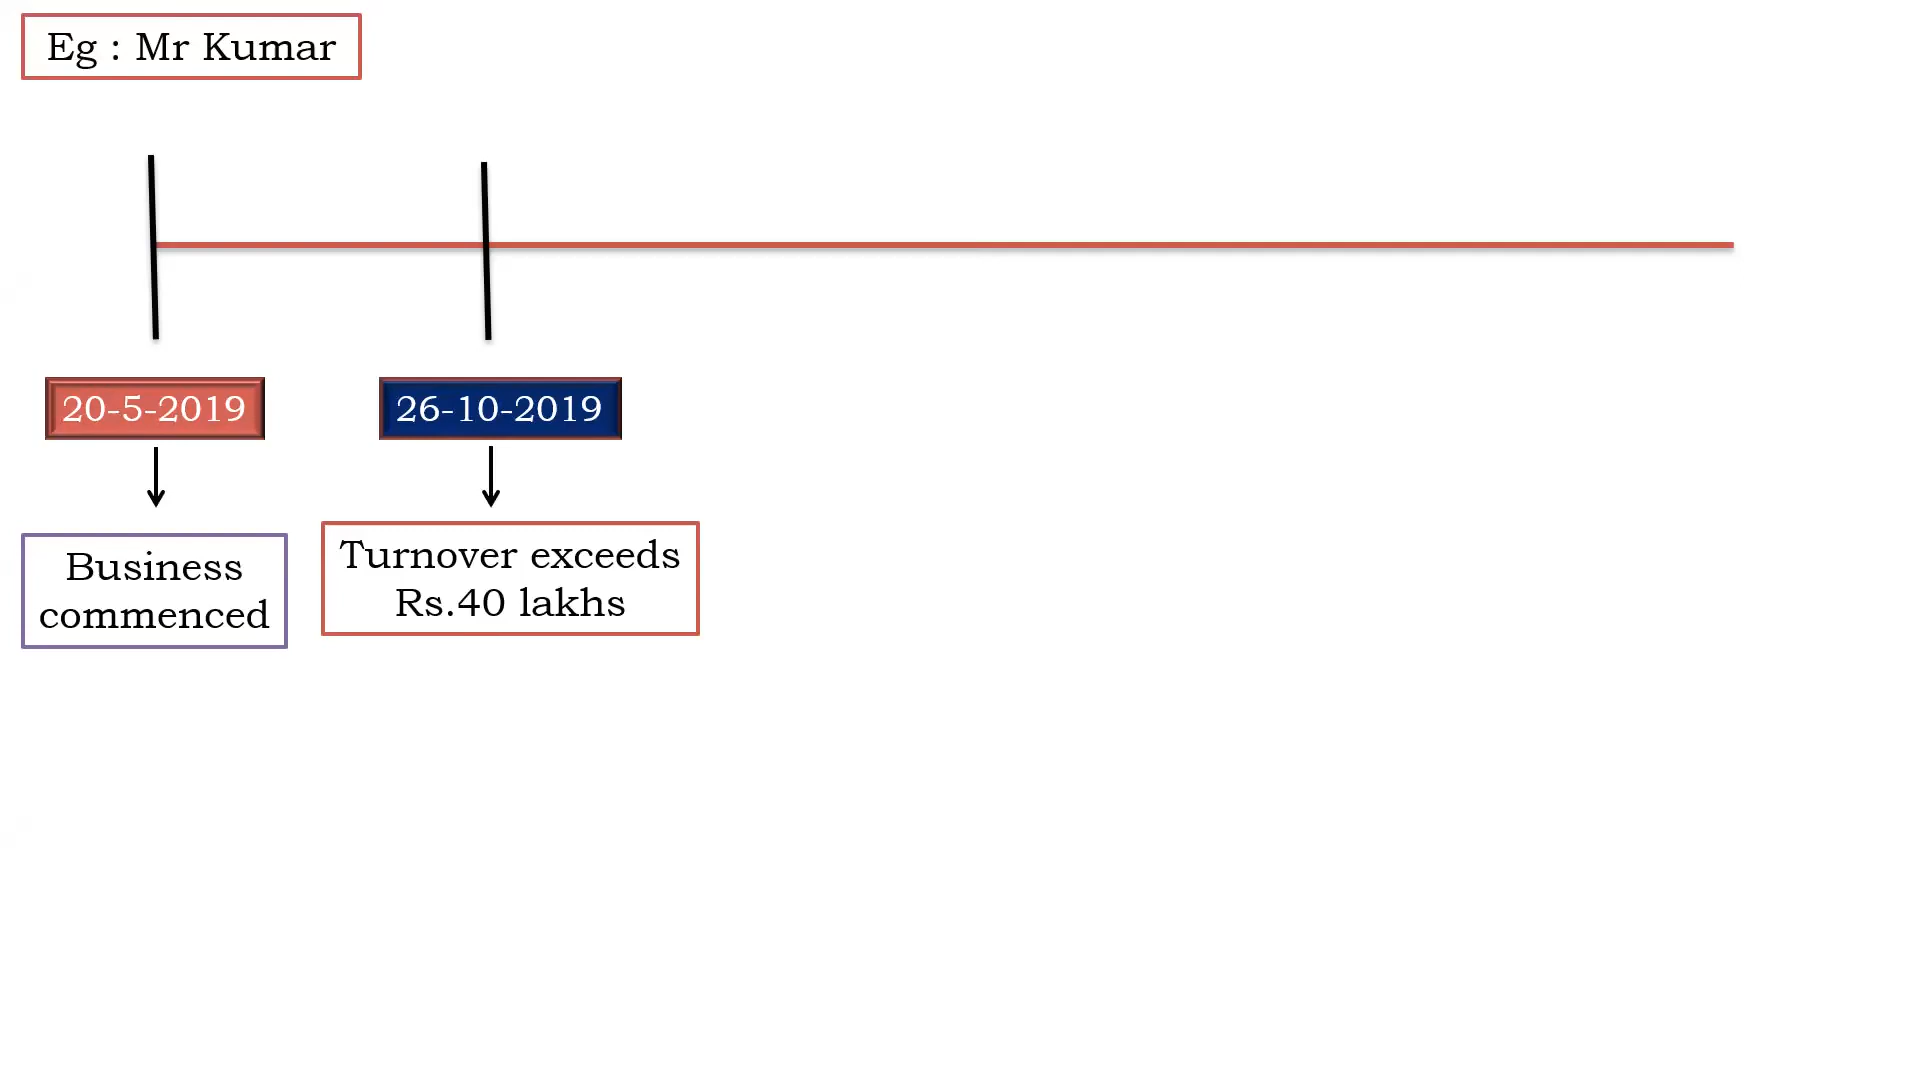 Eg : Mr Kumar
20-5-2019
26-10-2019
Business
commenced
Turnover exceeds
Rs.40 lakhs